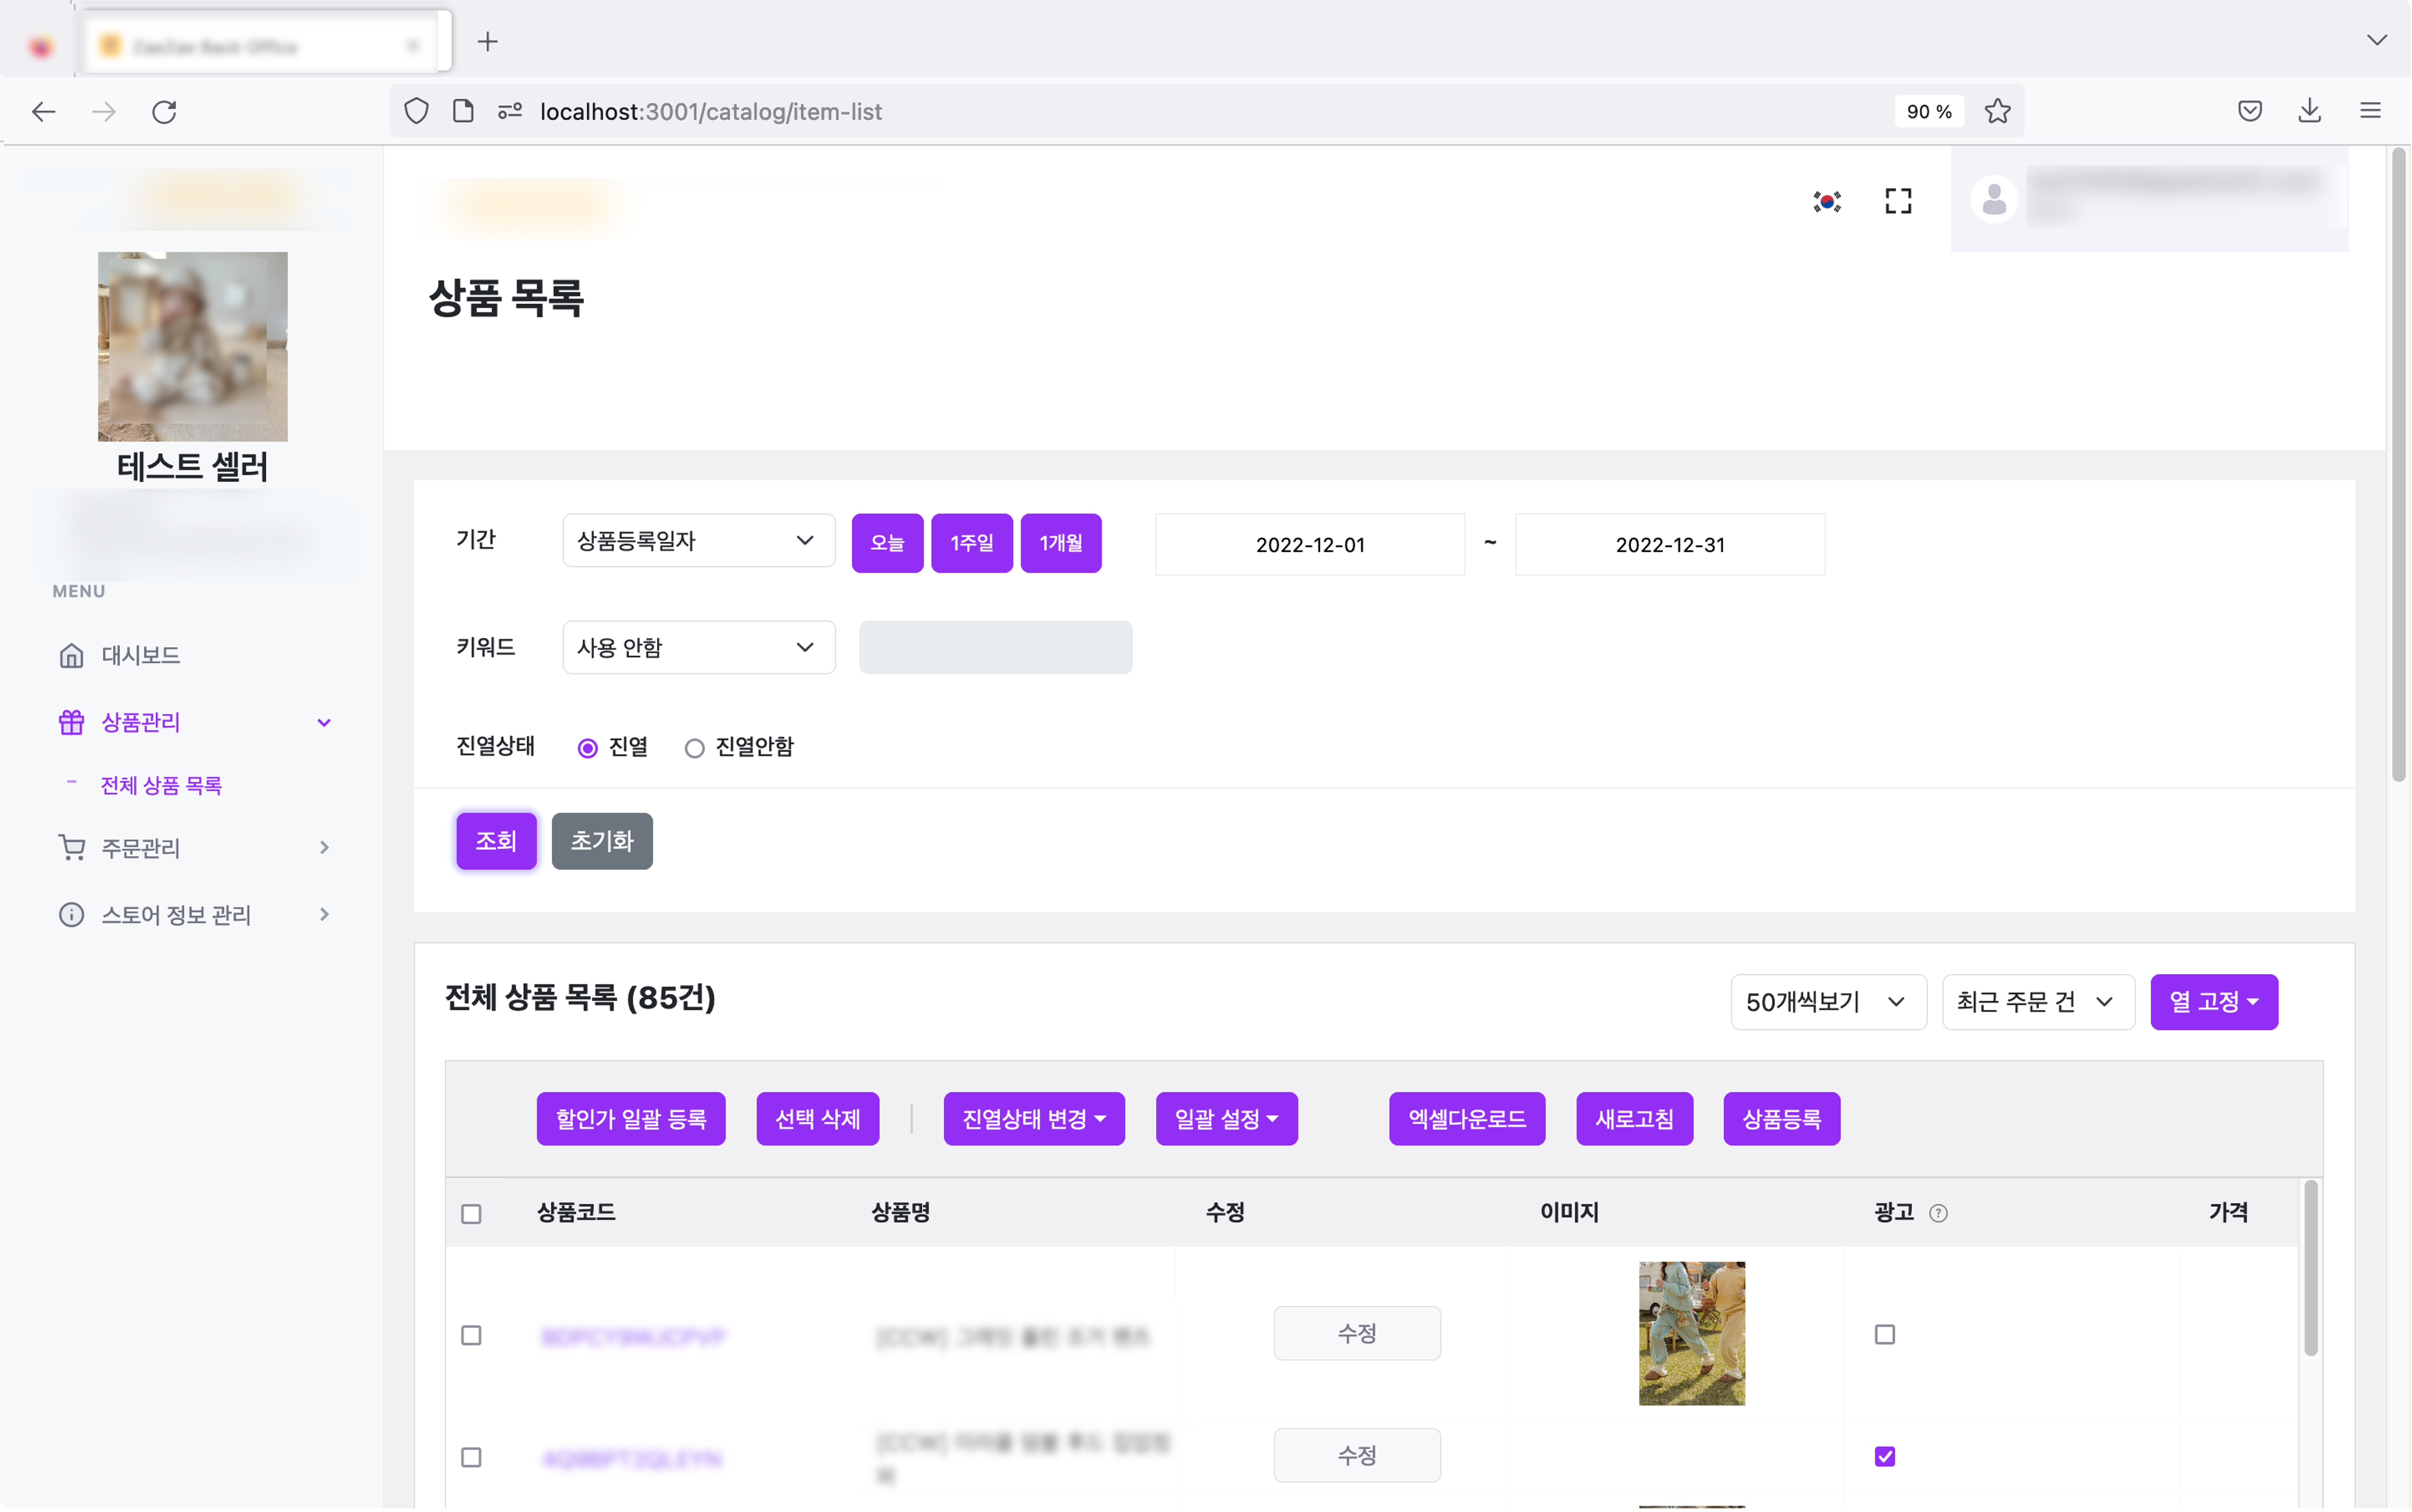 localhost:3001/catalog/item-list
90 %
상품 목록
테스트 셀러
MENU
대시보드
상품관리
- 전체 상품 목록
주문관리
스토어 정보 관리
기간
상품등록일자
오늘
1주일
1개월
2022-12-01
~
2022-12-31
키워드
사용 안함
진열상태
진열
진열안함
조회
초기화
전체 상품 목록 (85건)
50개씩보기
최근 주문 건
열 고정
할인가 일괄 등록
선택 삭제
진열상태 변경
일괄 설정
엑셀다운로드
새로고침
상품등록
상품코드
상품명
수정
이미지
광고
가격
수정
수정